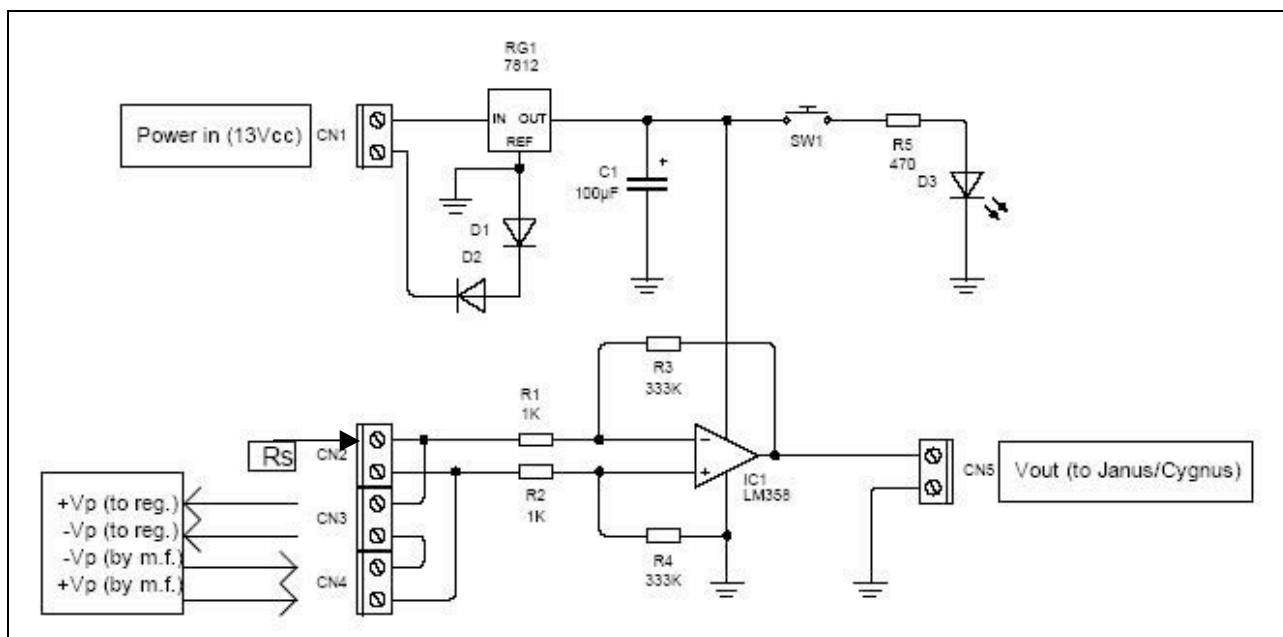 RG1
7812
Power in (13Vcc)
CN1
IN OUT
REF
SW1
R5
470
C1
100µF
+
D3
D1
D2
R3
333K
R1
1K
Rs
CN2
R2
1K
IC1
LM358
CN5
Vout (to Janus/Cygnus)
+Vp (to reg.)
-Vp (to reg.)
-Vp (by m.f.)
+Vp (by m.f.)
CN3
CN4
R4
333K